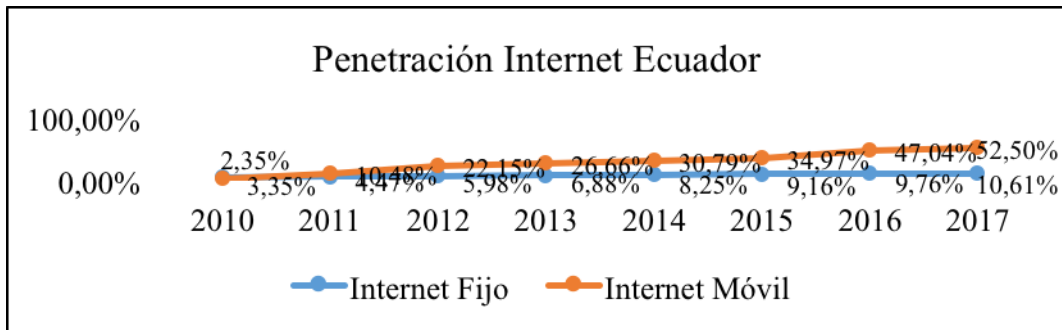 Penetración Internet Ecuador
100,00%
0,00%
2,35% 10,48% 22,15% 26,66% 30,79% 34,97% 47,04% 52,50%
3,35% 4,47% 5,98% 6,88% 8,25% 9,16% 9,76% 10,61%
2010 2011 2012 2013 2014 2015 2016 2017
Internet Fijo Internet Móvil